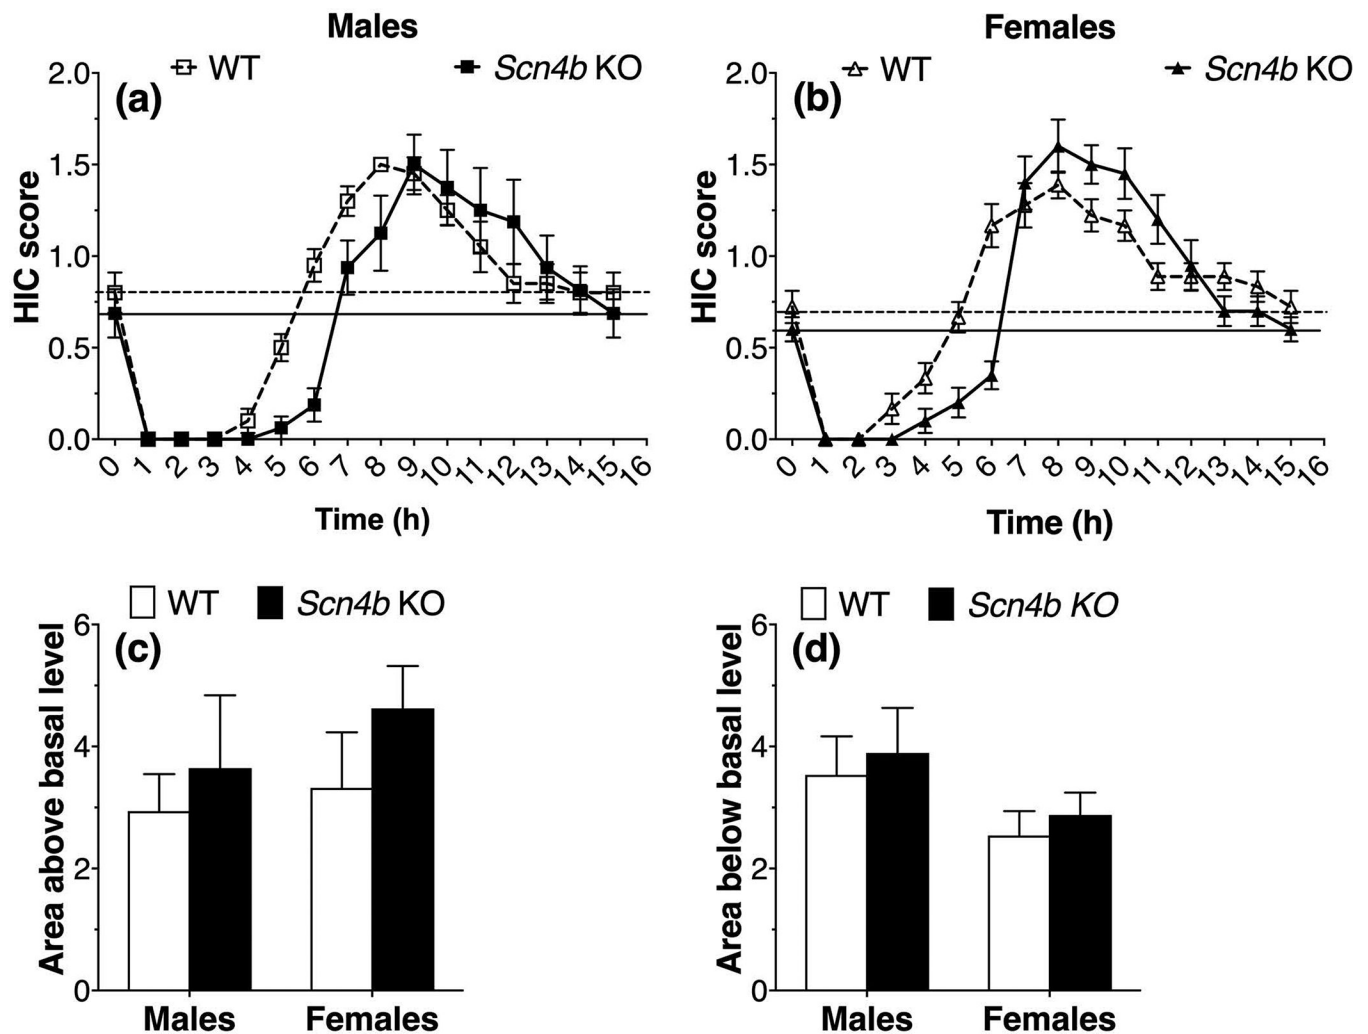 Males
WT
Scn4b KO
(a)
HIC score
2.0
1.5
1.0
0.5
0.0
0 1 2 3 4 5 6 7 8 9 10 11 12 13 14 15 16
Time (h)
Females
WT
Scn4b KO
(b)
HIC score
2.0
1.5
1.0
0.5
0.0
0 1 2 3 4 5 6 7 8 9 10 11 12 13 14 15 16
Time (h)
WT
Scn4b KO
(c)
Area above basal level
6
4
2
0
Males Females
WT
Scn4b KO
(d)
Area below basal level
6
4
2
0
Males Females